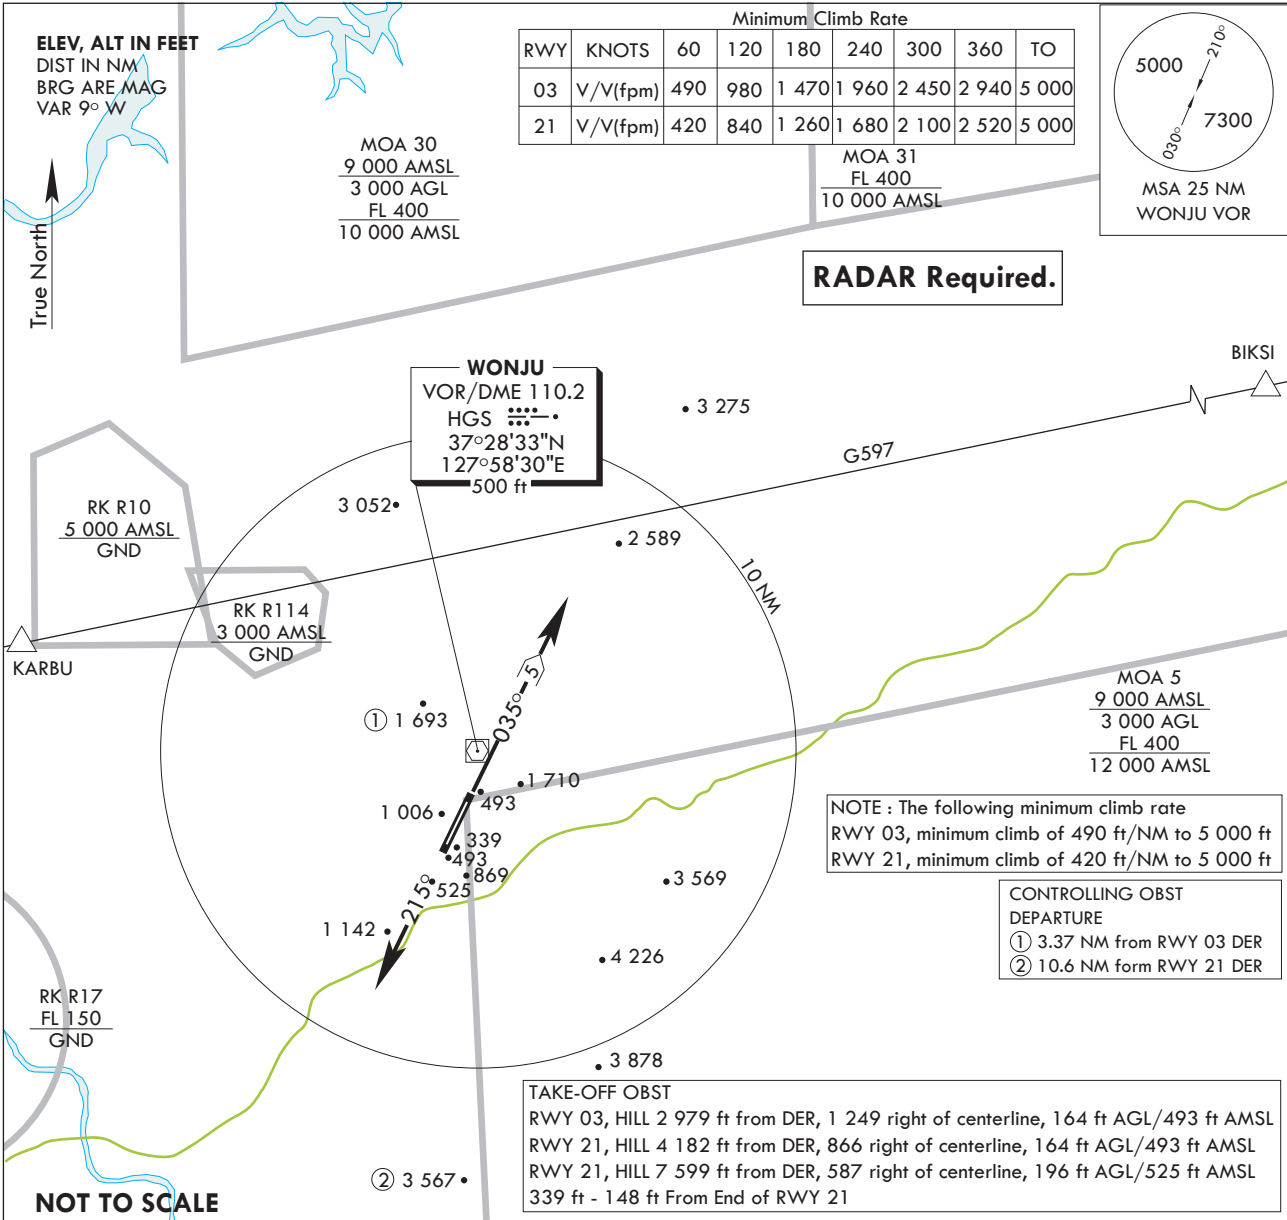 ELEV, ALT IN FEET
DIST IN NM
BRG ARE MAG
VAR 9° W
True North
Minimum Climb Rate
RWY KNOTS 60 120 180 240 300 360 TO
03 V/V(fpm) 490 980 1 470 1 960 2 450 2 940 5 000
21 V/V(fpm) 420 840 1 260 1 680 2 100 2 520 5 000
5000
210°
7300
030°
MSA 25 NM
WONJU VOR
MOA 30
9 000 AMSL
3 000 AGL
FL 400
10 000 AMSL
MOA 31
FL 400
10 000 AMSL
RADAR Required.
BIKSI
WONJU
VOR/DME 110.2
HGS
37°28'33"N
127°58'30"E
500 ft
3 275
G597
3 052
2 589
10 NM
RK R10
5 000 AMSL
GND
RK R114
3 000 AMSL
GND
KARBU
5
035°
① 1 693
1 710
493
1 006
339
493
869
525
215°
1 142
3 569
4 226
MOA 5
9 000 AMSL
3 000 AGL
FL 400
12 000 AMSL
NOTE : The following minimum climb rate
RWY 03, minimum climb of 490 ft/NM to 5 000 ft
RWY 21, minimum climb of 420 ft/NM to 5 000 ft
CONTROLLING OBST
DEPARTURE
① 3.37 NM from RWY 03 DER
② 10.6 NM form RWY 21 DER
RK R17
FL 150
GND
3 878
TAKE-OFF OBST
RWY 03, HILL 2 979 ft from DER, 1 249 right of centerline, 164 ft AGL/493 ft AMSL
RWY 21, HILL 4 182 ft from DER, 866 right of centerline, 164 ft AGL/493 ft AMSL
RWY 21, HILL 7 599 ft from DER, 587 right of centerline, 196 ft AGL/525 ft AMSL
339 ft - 148 ft From End of RWY 21
② 3 567
NOT TO SCALE